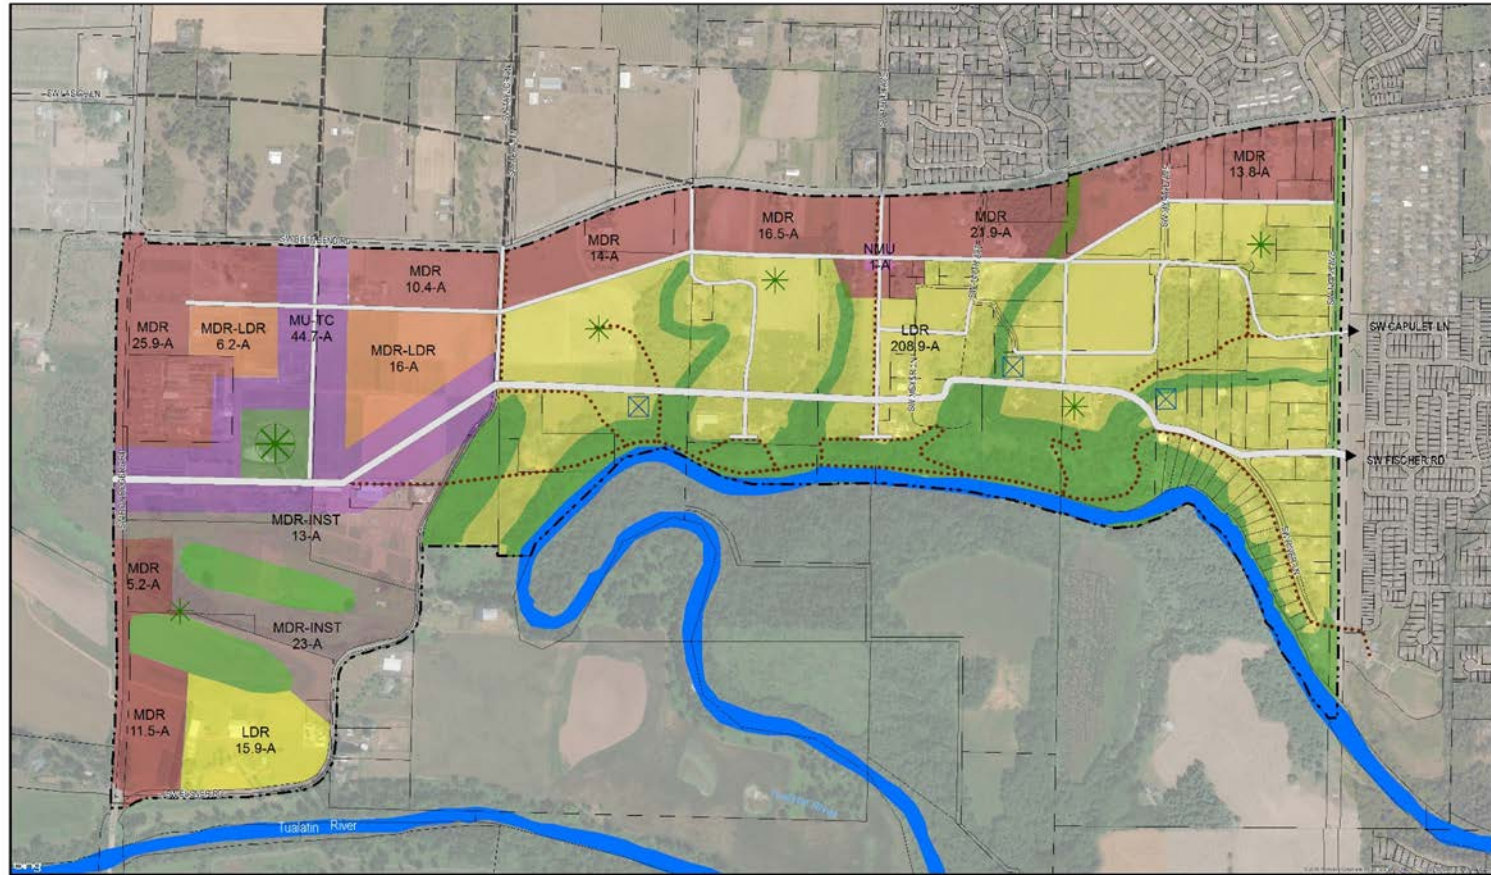 MDR
13.8-A
MDR
16.5-A
MDR
21.9-A
MDR
14-A
NMU
1-A
MDR
10.4-A
MDR
25.9-A
MDR-LDR
6.2-A
MU-TC
44.7-A
MDR-LDR
16-A
LDR
208.9-A
SW CAPULET LN
SW FISCHER RD
MDR-INST
13-A
MDR
5.2-A
MDR-INST
23-A
MDR
11.5-A
LDR
15.9-A
Tualatin River
bing